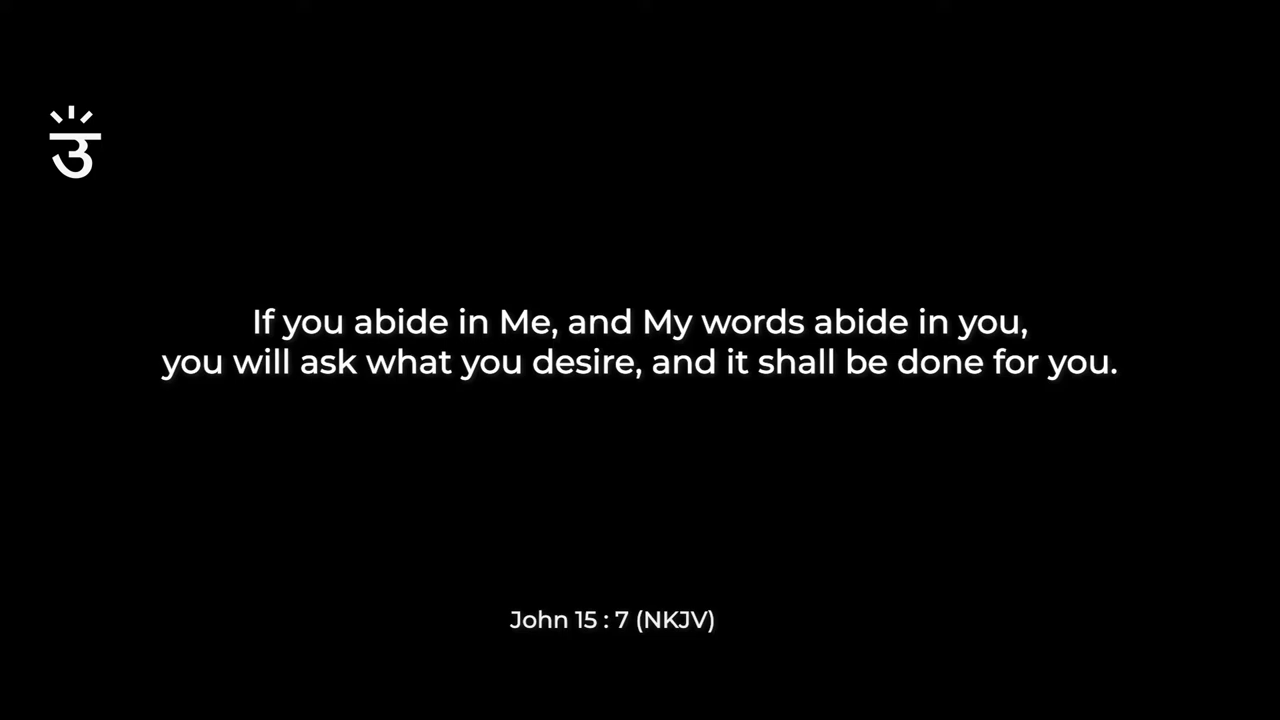 उ
If you abide in Me, and My words abide in you,
you will ask what you desire, and it shall be done for you.
John 15 : 7 (NKJV)